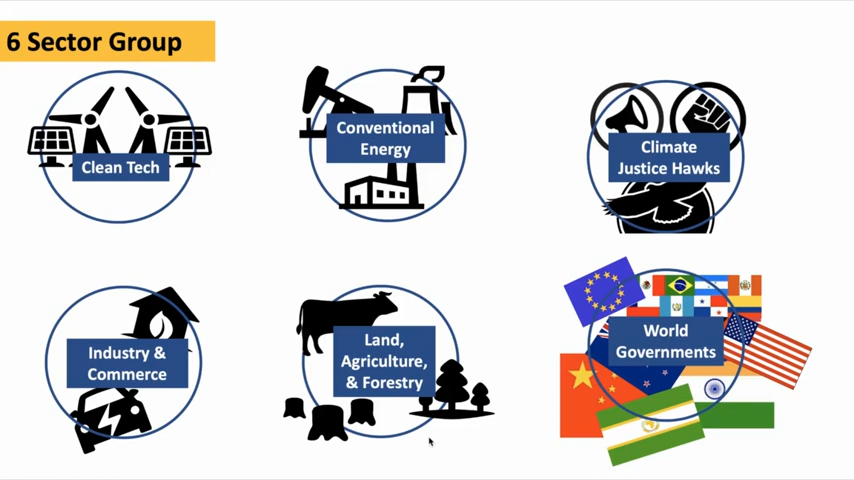 6 Sector Group
Clean Tech
Conventional
Energy
Climate
Justice Hawks
Industry &
Commerce
Land,
Agriculture,
& Forestry
World
Governments